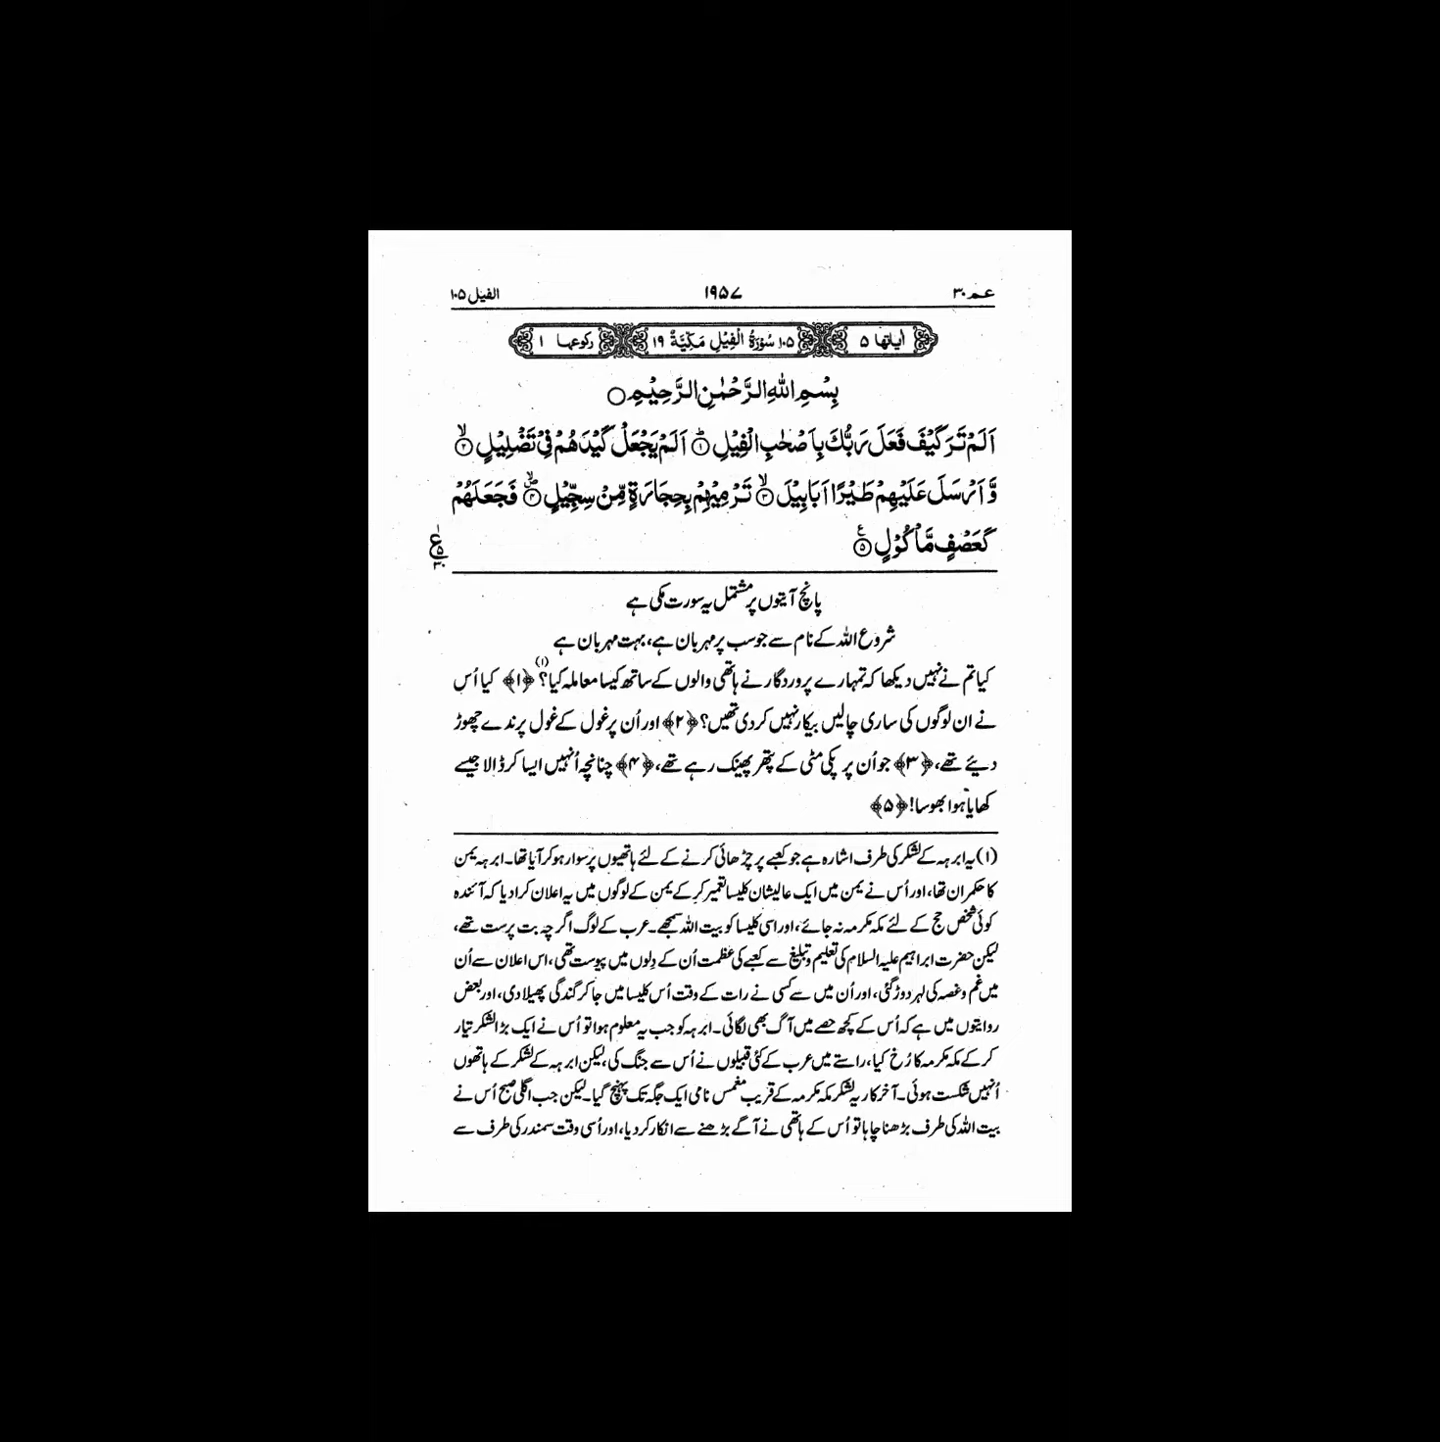 عم ۳۰ ۱۹۵۷ الفیل ۱۰۵
اٰیاتها ۵ ۱۰۵ سُوْرَةُ الْفِیْلِ مَكِّیَّةٌ ۱۹ رکوعها ۱
بِسْمِ اللّٰهِ الرَّحْمٰنِ الرَّحِیْمِ
اَلَمْ تَرَ كَیْفَ فَعَلَ رَبُّكَ بِاَصْحٰبِ الْفِیْلِ ۱ اَلَمْ یَجْعَلْ كَیْدَهُمْ فِیْ تَضْلِیْلٍ ۲
وَّ اَرْسَلَ عَلَیْهِمْ طَیْرًا اَبَابِیْلَ ۳ تَرْمِیْهِمْ بِحِجَارَةٍ مِّنْ سِجِّیْلٍ ۴ فَجَعَلَهُمْ
كَعَصْفٍ مَّاْكُوْلٍ ۵
پانچ آیتوں پر مشتمل یہ سورت مکی ہے
شروع اللہ کے نام سے جو سب پر مہربان ہے، بہت مہربان ہے
کیا تم نے نہیں دیکھا کہ تمہارے پروردگار نے ہاتھی والوں کے ساتھ کیسا معاملہ کیا؟(۱) ﴿۱﴾ کیا اُس
نے ان لوگوں کی ساری چالیں بیکار نہیں کر دی تھیں؟ ﴿۲﴾ اور اُن پر غول کے غول پرندے چھوڑ
دیئے تھے، ﴿۳﴾ جو اُن پر پکی مٹی کے پتھر پھینک رہے تھے، ﴿۴﴾ چنانچہ اُنہیں ایسا کر ڈالا جیسے
کھایا ہوا بھوسا! ﴿۵﴾
(۱) یہ ابرہہ کے لشکر کی طرف اشارہ ہے جو کعبے پر چڑھائی کرنے کے لئے ہاتھیوں پر سوار ہو کر آیا تھا۔ ابرہہ یمن
کا حکمران تھا، اور اُس نے یمن میں ایک عالیشان کلیسا تعمیر کر کے یمن کے لوگوں میں یہ اعلان کرا دیا کہ آئندہ
کوئی شخص حج کے لئے مکہ مکرمہ نہ جائے، اور اسی کلیسا کو بیت اللہ سمجھے۔ عرب کے لوگ اگرچہ بت پرست تھے،
لیکن حضرت ابراہیم علیہ السلام کی تعلیم و تبلیغ سے کعبے کی عظمت اُن کے دِلوں میں پیوست تھی، اس اعلان سے اُن
میں غم و غصہ کی لہر دوڑ گئی، اور اُن میں سے کسی نے رات کے وقت اُس کلیسا میں جا کر گندگی پھیلا دی، اور بعض
روایتوں میں ہے کہ اُس کے کچھ حصے میں آگ بھی لگائی۔ ابرہہ کو جب یہ معلوم ہوا تو اُس نے ایک بڑا لشکر تیار
کر کے مکہ مکرمہ کا رُخ کیا، راستے میں عرب کے کئی قبیلوں نے اُس سے جنگ کی، لیکن ابرہہ کے لشکر کے ہاتھوں
اُنہیں شکست ہوئی۔ آخر کار یہ لشکر مکہ مکرمہ کے قریب مغمس نامی ایک جگہ تک پہنچ گیا۔ لیکن جب اگلی صبح اُس نے
بیت اللہ کی طرف بڑھنا چاہا تو اُس کے ہاتھی نے آگے بڑھنے سے انکار کر دیا، اور اُسی وقت سمندر کی طرف سے